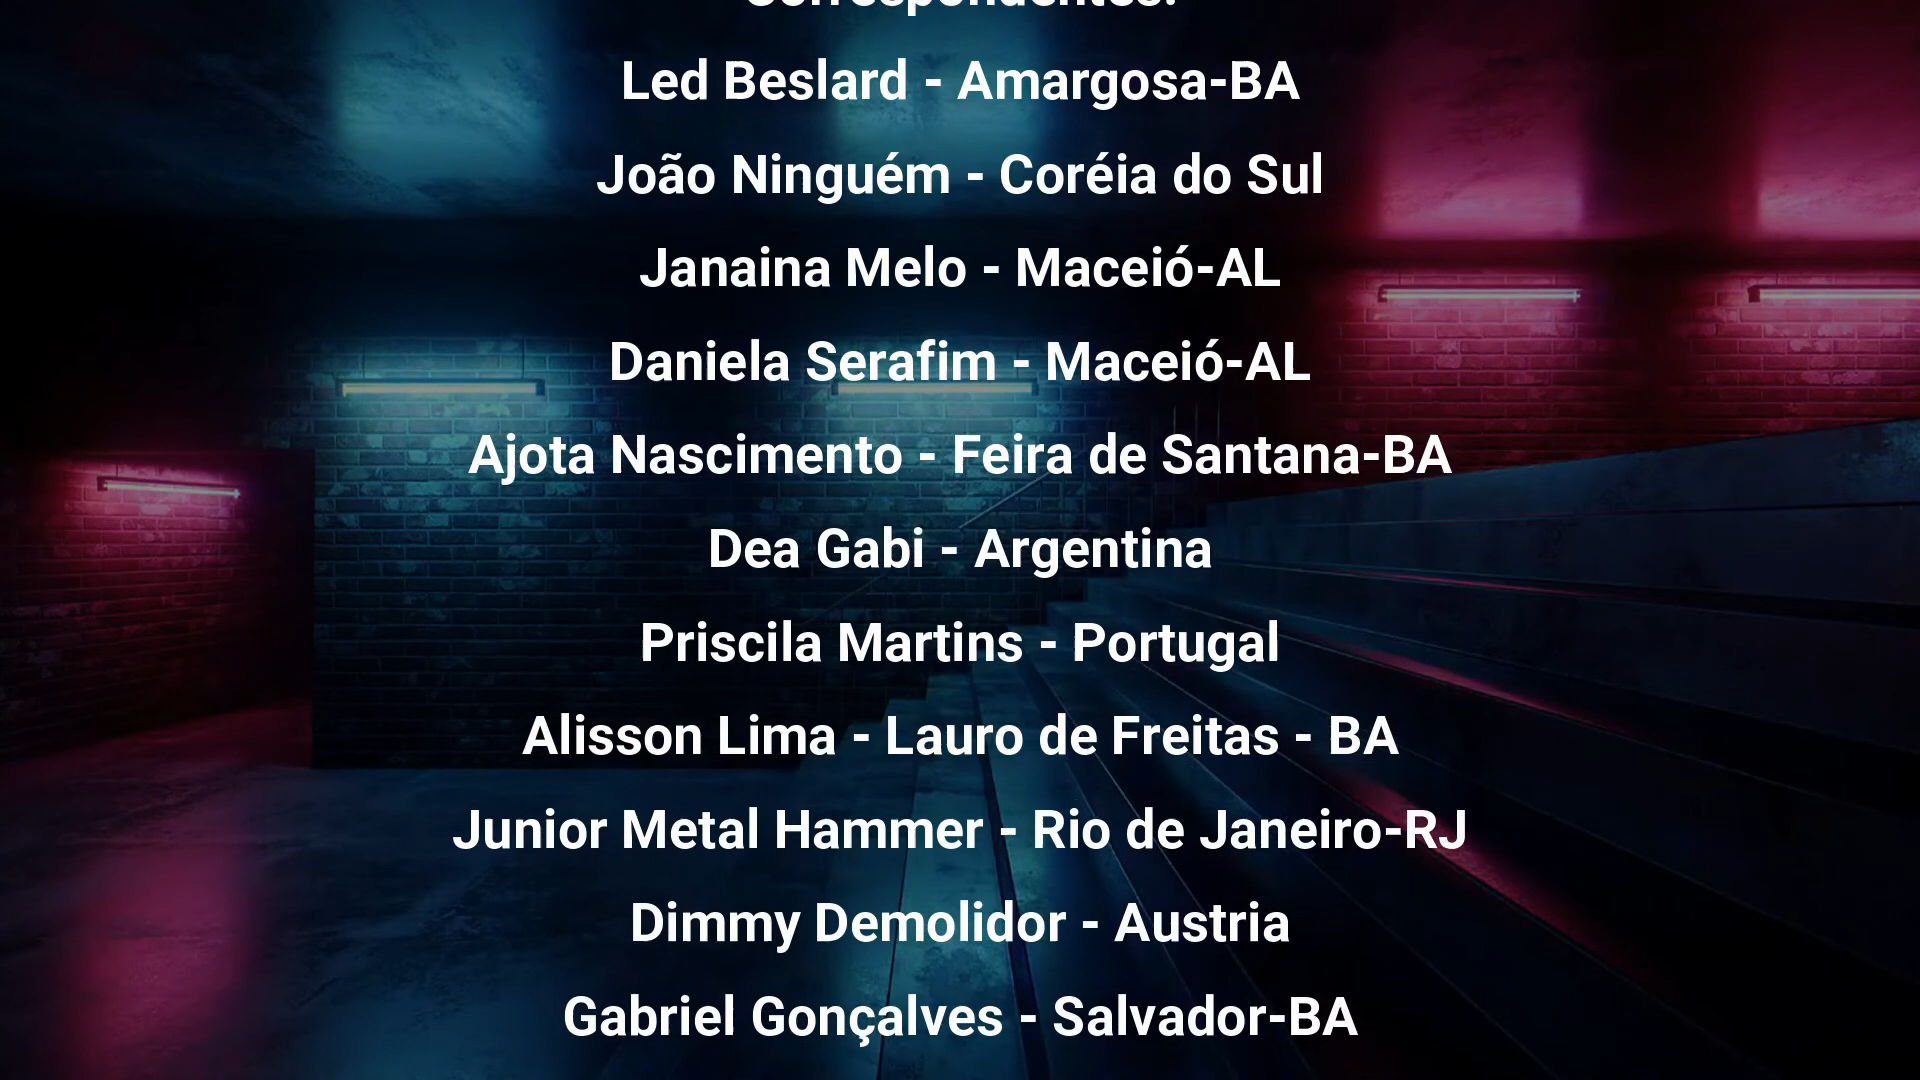 Correspondentes:
Led Beslard - Amargosa-BA
João Ninguém - Coréia do Sul
Janaina Melo - Maceió-AL
Daniela Serafim - Maceió-AL
Ajota Nascimento - Feira de Santana-BA
Dea Gabi - Argentina
Priscila Martins - Portugal
Alisson Lima - Lauro de Freitas - BA
Junior Metal Hammer - Rio de Janeiro-RJ
Dimmy Demolidor - Austria
Gabriel Gonçalves - Salvador-BA